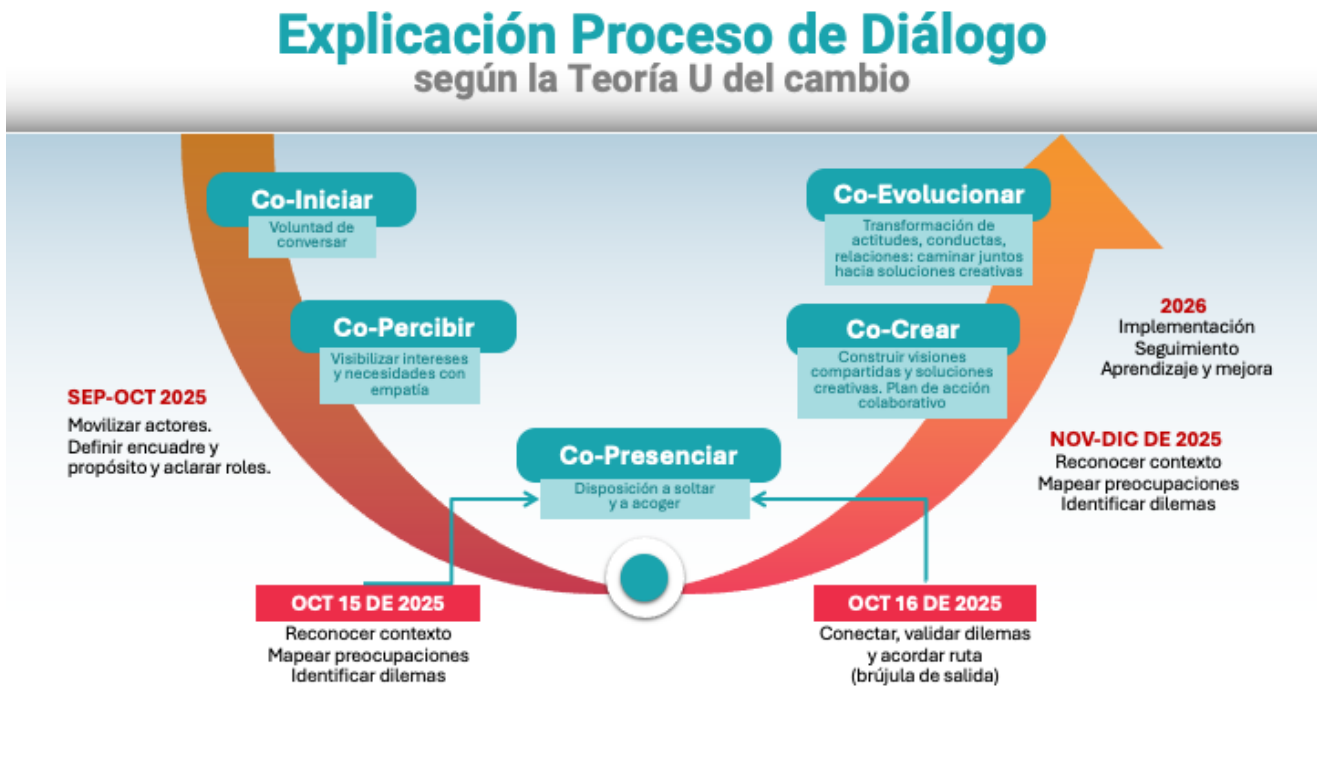 Explicación Proceso de Diálogo
según la Teoría U del cambio
Co-Iniciar
Voluntad de
conversar
Co-Percibir
Visibilizar intereses
y necesidades con
empatía
SEP-OCT 2025
Movilizar actores.
Definir encuadre y
propósito y aclarar roles.
Co-Presenciar
Disposición a soltar
y a acoger
OCT 15 DE 2025
Reconocer contexto
Mapear preocupaciones
Identificar dilemas
OCT 16 DE 2025
Conectar, validar dilemas
y acordar ruta
(brújula de salida)
Co-Evolucionar
Transformación de
actitudes, conductas,
relaciones: caminar juntos
hacia soluciones creativas
Co-Crear
Construir visiones
compartidas y soluciones
creativas. Plan de acción
colaborativo
2026
Implementación
Seguimiento
Aprendizaje y mejora
NOV-DIC DE 2025
Reconocer contexto
Mapear preocupaciones
Identificar dilemas